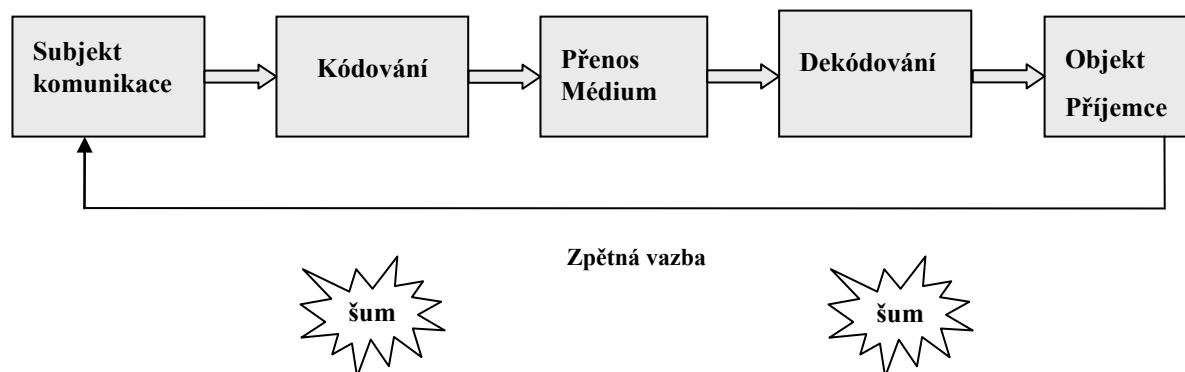 Subjekt
komunikace
Kódování
Přenos
Médium
Dekódování
Objekt
Příjemce
Zpětná vazba
šum
šum